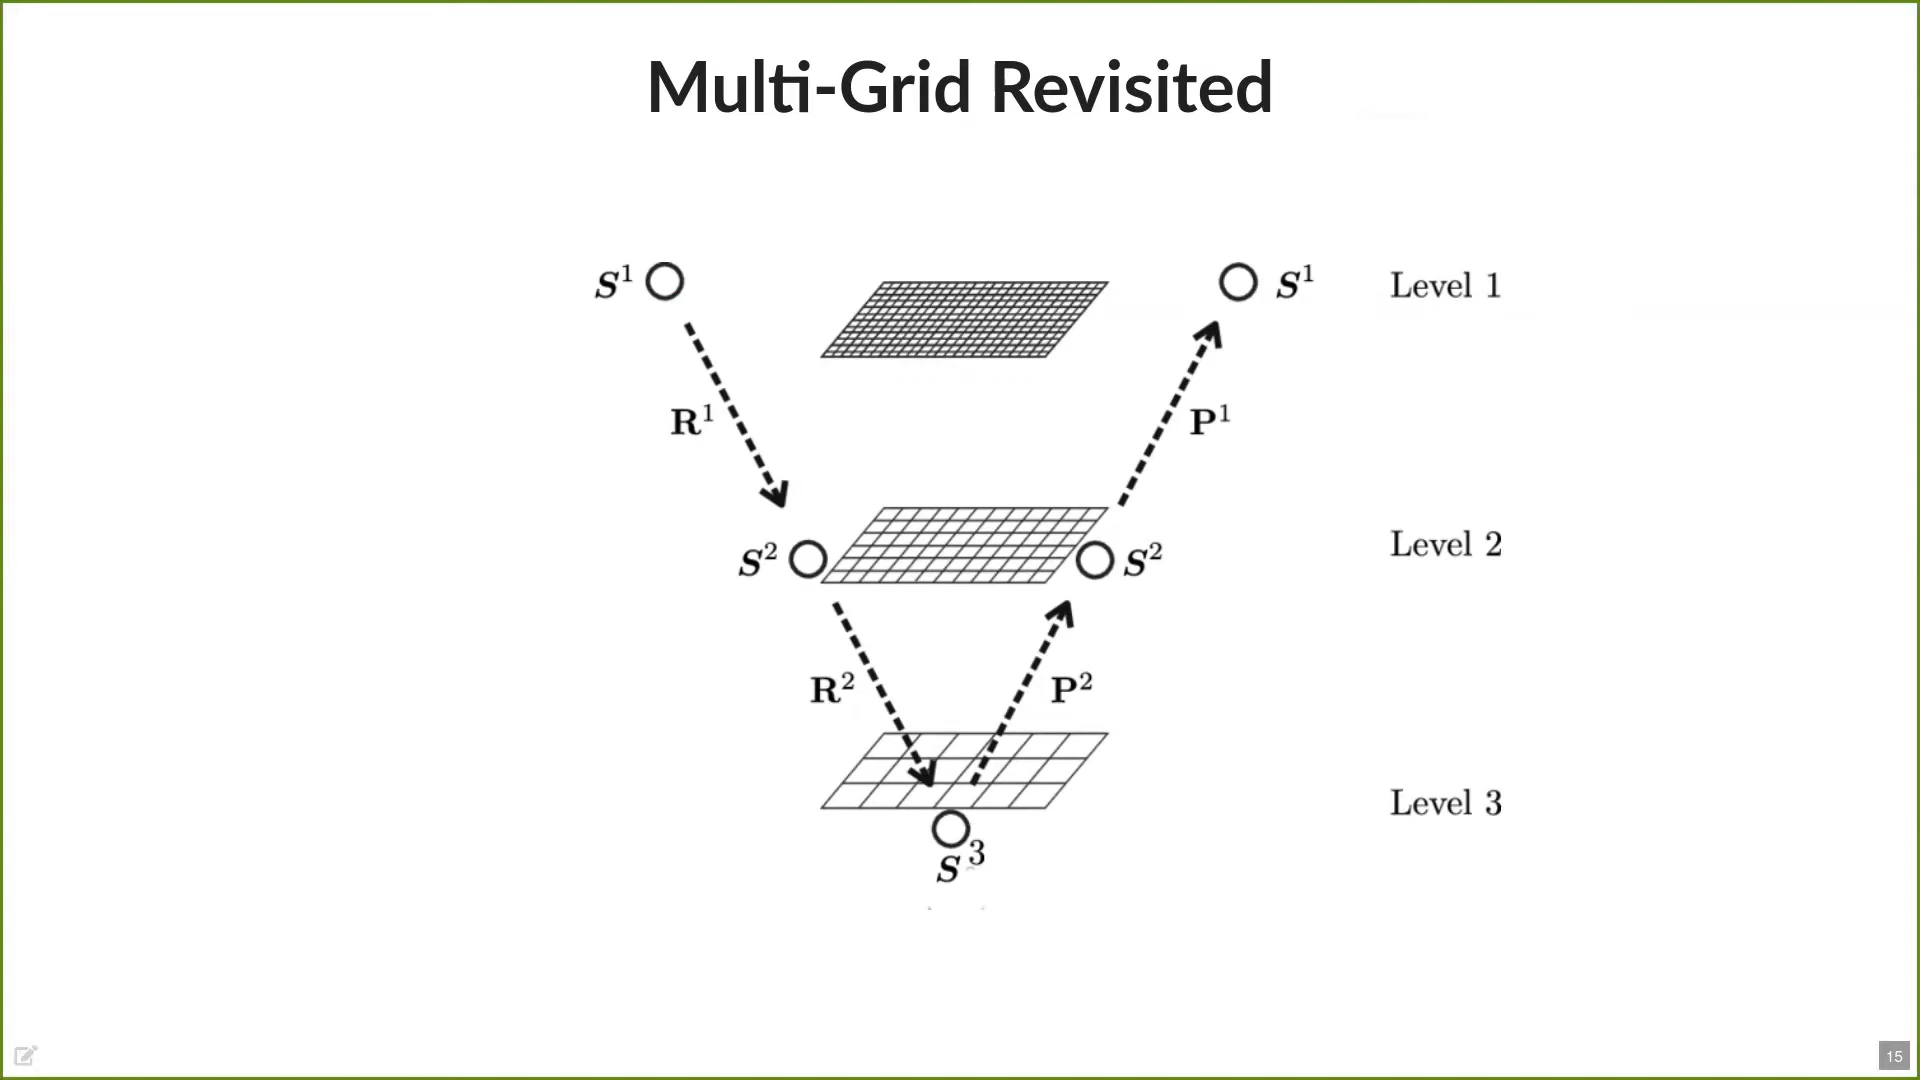 Multi-Grid Revisited
S¹ S¹ Level 1
R¹ P¹
S² S² Level 2
R² P²
Level 3
S³
15